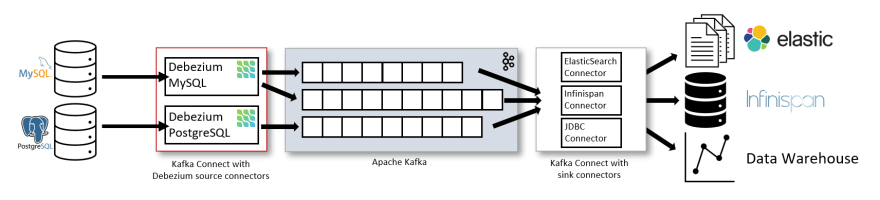 MySQL
PostgreSQL
Debezium
MySQL
Debezium
PostgreSQL
Kafka Connect with
Debezium source connectors
Apache Kafka
ElasticSearch
Connector
Infinispan
Connector
JDBC
Connector
Kafka Connect with
sink connectors
elastic
Infinispan
Data Warehouse